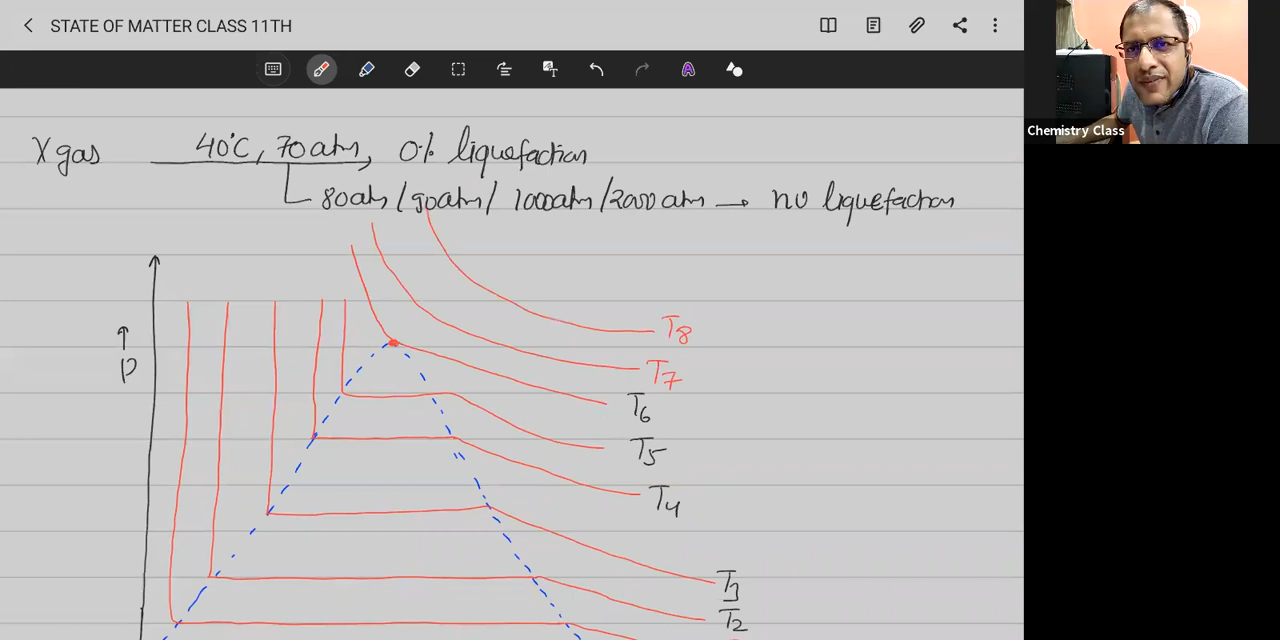 STATE OF MATTER CLASS 11TH
Chemistry Class
X gas 40°C, 70 atm, 0% liquefaction
80 atm / 90 atm / 1000 atm / 2000 atm → no liquefaction
↑
P
T8
T7
T6
T5
T4
T3
T2